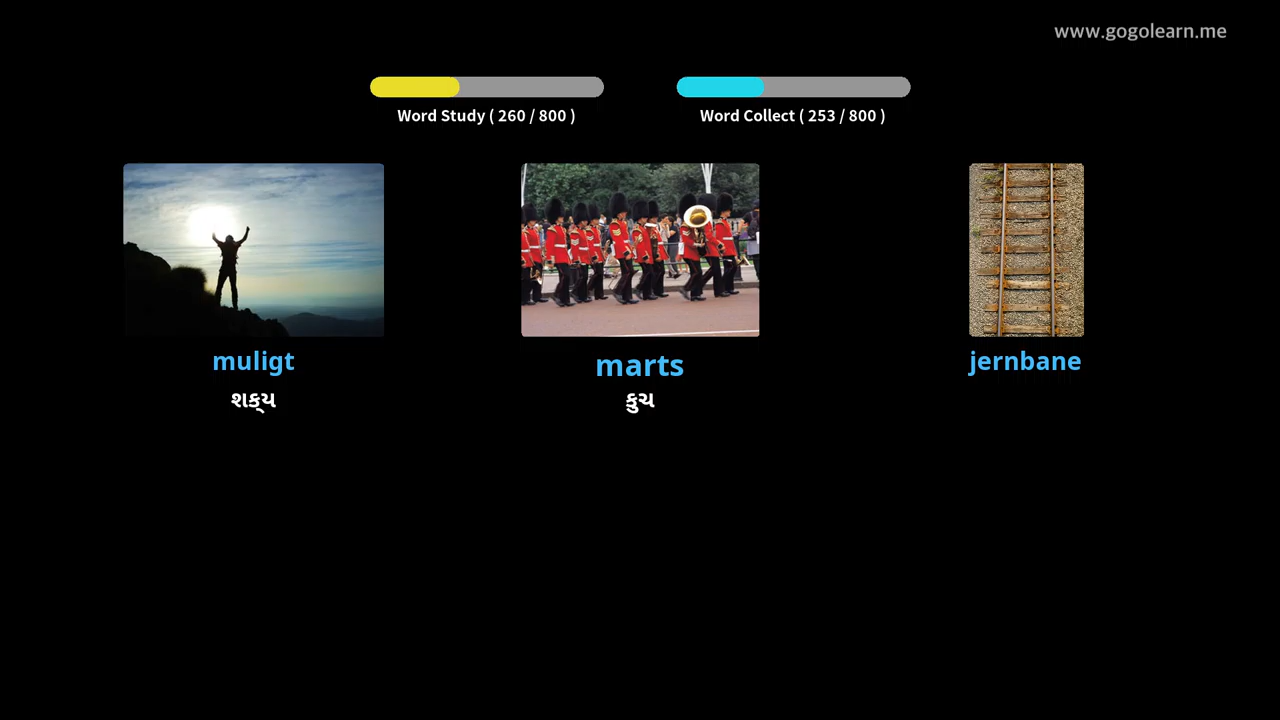 www.gogolearn.me
Word Study ( 260 / 800 )
Word Collect ( 253 / 800 )
muligt
marts
jernbane
શક્ય
કુચ